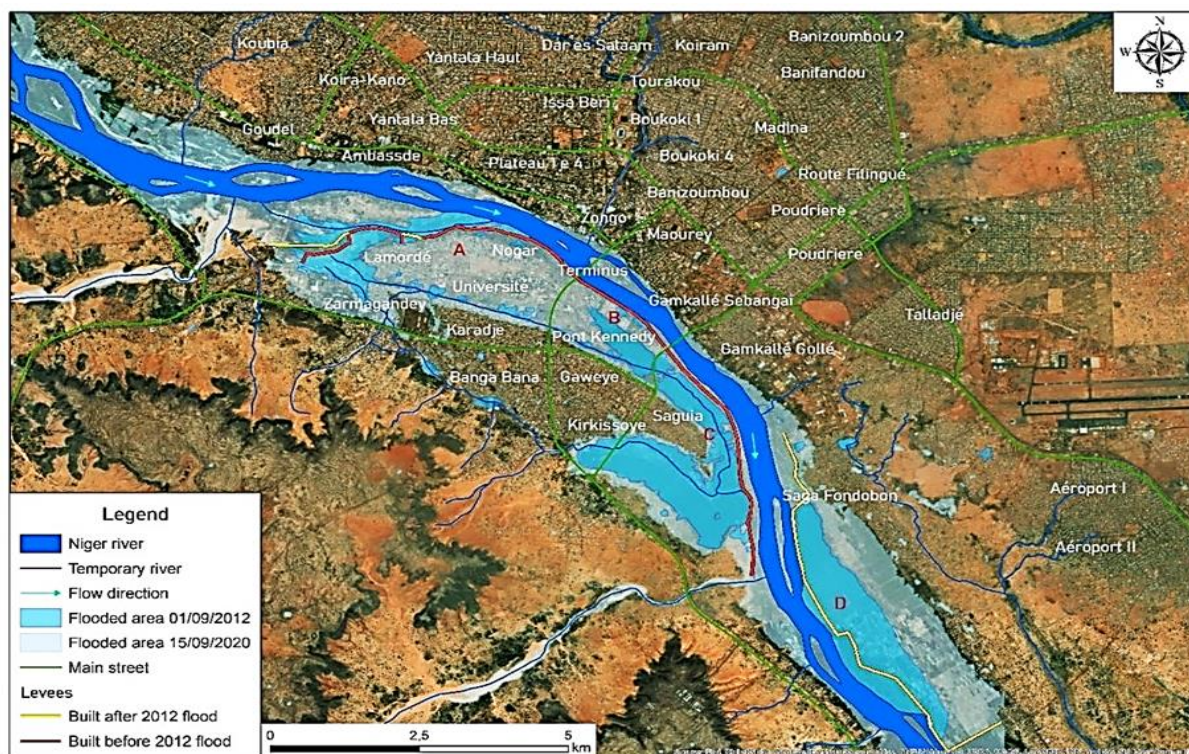 Koubia
Dar es Salaam
Koiram
Banizoumbou 2
N
W
E
S
Yantala Haut
Koira-Kano
Tourakou
Banifandou
Issa Beri
Yantala Bas
Boukoki 1
Madina
Goudel
Ambassde
Plateau 1 e 4
Boukoki 4
Route Filingué
Banizoumbou
Zongo
Poudriere
Maourey
A
Nogar
Lamordé
Poudriere
Terminus
Université
Zarmagandey
Gamkallé Sebangai
Talladjé
B
Karadje
Pont Kennedy
Gamkallé Gollé
Banga Bana
Gaweye
Saguia
Kirkissoye
C
Saga Fondobon
Aéroport I
Aéroport II
D
Legend
Niger river
Temporary river
Flow direction
Flooded area 01/09/2012
Flooded area 15/09/2020
Main street
Levees
Built after 2012 flood
Built before 2012 flood
0
2,5
5
km